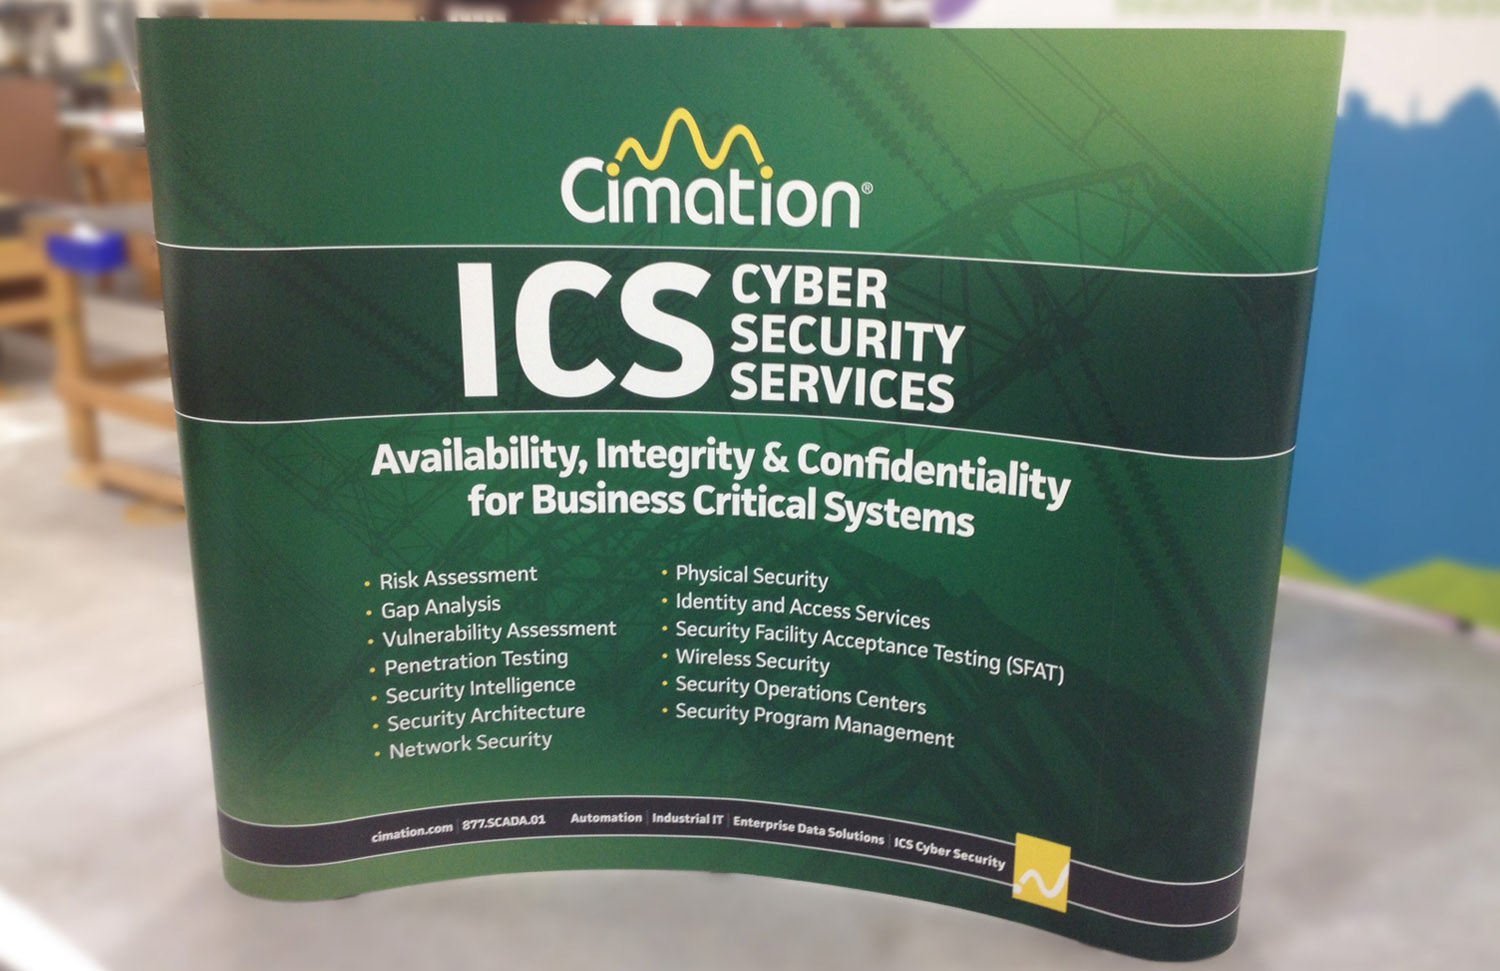 Cimation®
ICS
CYBER
SECURITY
SERVICES
Availability, Integrity & Confidentiality
for Business Critical Systems
• Risk Assessment
• Gap Analysis
• Vulnerability Assessment
• Penetration Testing
• Security Intelligence
• Security Architecture
• Network Security
• Physical Security
• Identity and Access Services
• Security Facility Acceptance Testing (SFAT)
• Wireless Security
• Security Operations Centers
• Security Program Management
cimation.com | 877.SCADA.01 Automation | Industrial IT | Enterprise Data Solutions | ICS Cyber Security